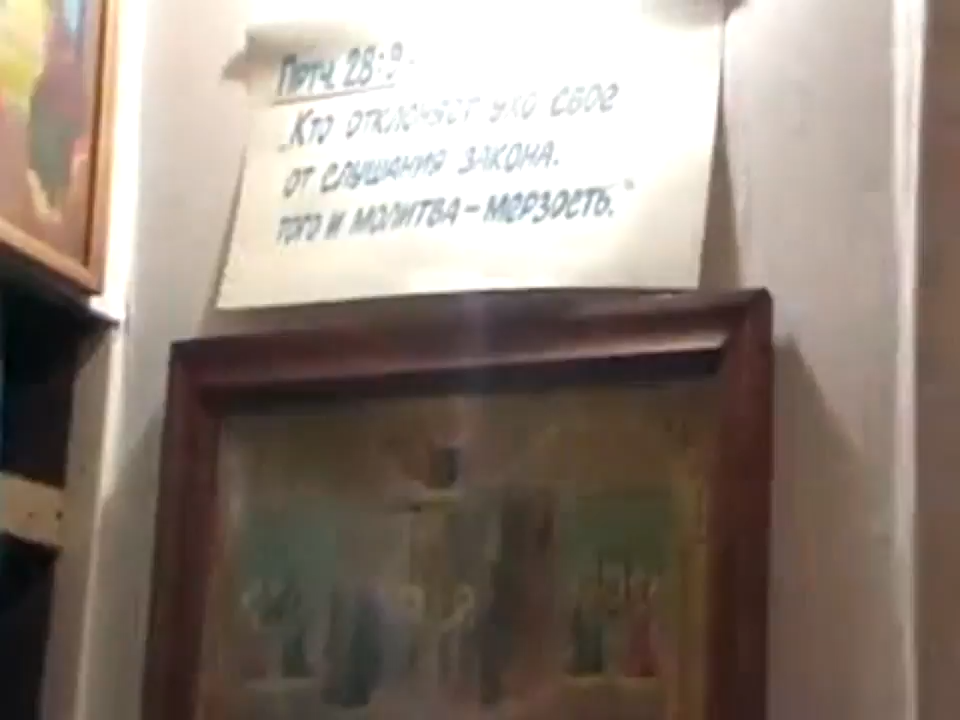 Притч. 28:9.
„Кто отклоняет ухо свое
от слушания закона,
того и молитва – мерзость."